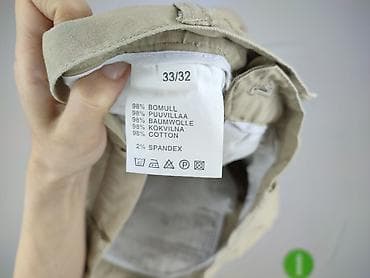 33/32
98% BOMULL
98% PUUVILLAA
98% BAUMWOLLE
98% KOKVILNA
98% COTTON
2% SPANDEX